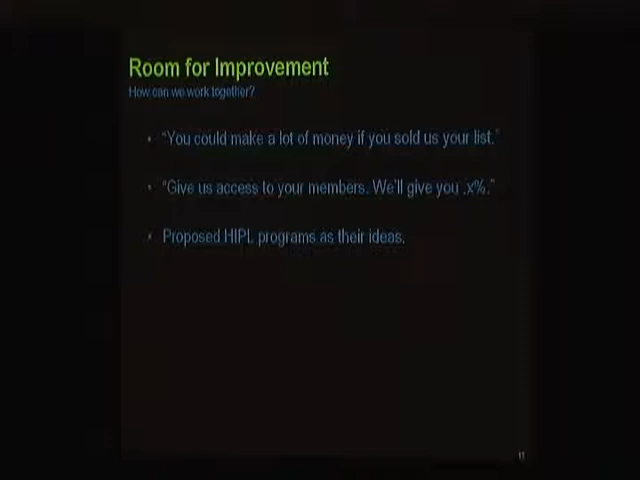 Room for Improvement
How can we work together?
• "You could make a lot of money if you sold us your list."
• "Give us access to your members. We'll give you .x%."
• Proposed HIPL programs as their ideas.